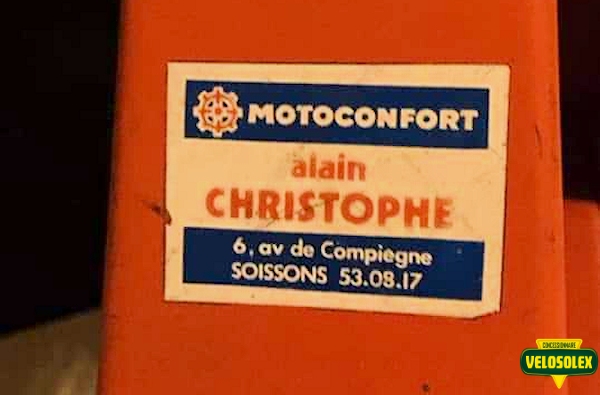 MOTOCONFORT
alain
CHRISTOPHE
6, av de Compiegne
SOISSONS 53.08.17
CONCESSIONNAIRE
VELOSOLEX